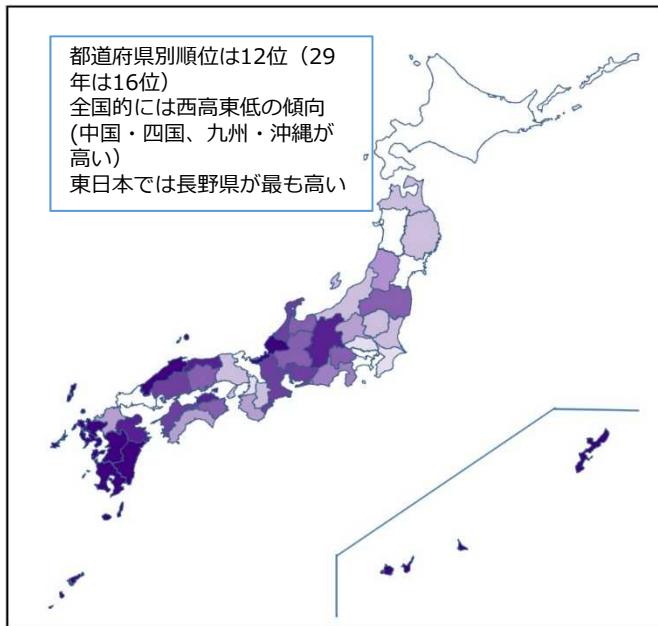 都道府県別順位は12位（29
年は16位）
全国的には西高東低の傾向
(中国・四国、九州・沖縄が
高い）
東日本では長野県が最も高い